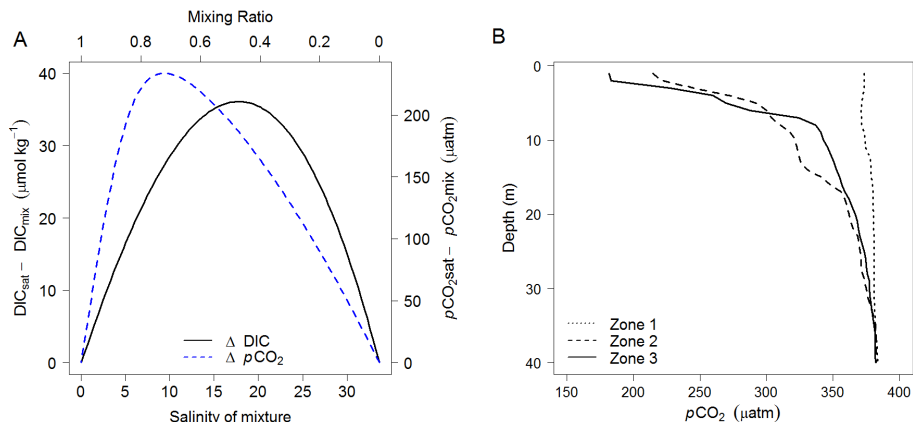 A
Mixing Ratio
1 0.8 0.6 0.4 0.2 0
DICsat − DICmix (μmol kg−1)
40
30
20
10
0
200
150
100
50
0
pCO2sat − pCO2mix (μatm)
Δ DIC
Δ pCO2
0 5 10 15 20 25 30
Salinity of mixture
B
Depth (m)
0
10
20
30
40
Zone 1
Zone 2
Zone 3
150 200 250 300 350 400
pCO2 (μatm)